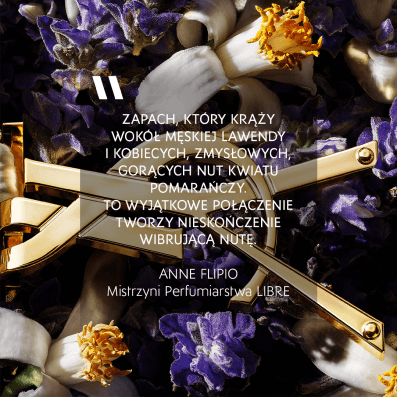 "
ZAPACH, KTÓRY KRĄŻY
WOKÓŁ MĘSKIEJ LAWENDY
I KOBIECYCH, ZMYSŁOWYCH,
GORĄCYCH NUT KWIATU
POMARAŃCZY.
TO WYJĄTKOWE POŁĄCZENIE
TWORZY NIESKOŃCZENIE
WIBRUJĄCĄ NUTĘ.
ANNE FLIPIO
Mistrzyni Perfumiarstwa LIBRE